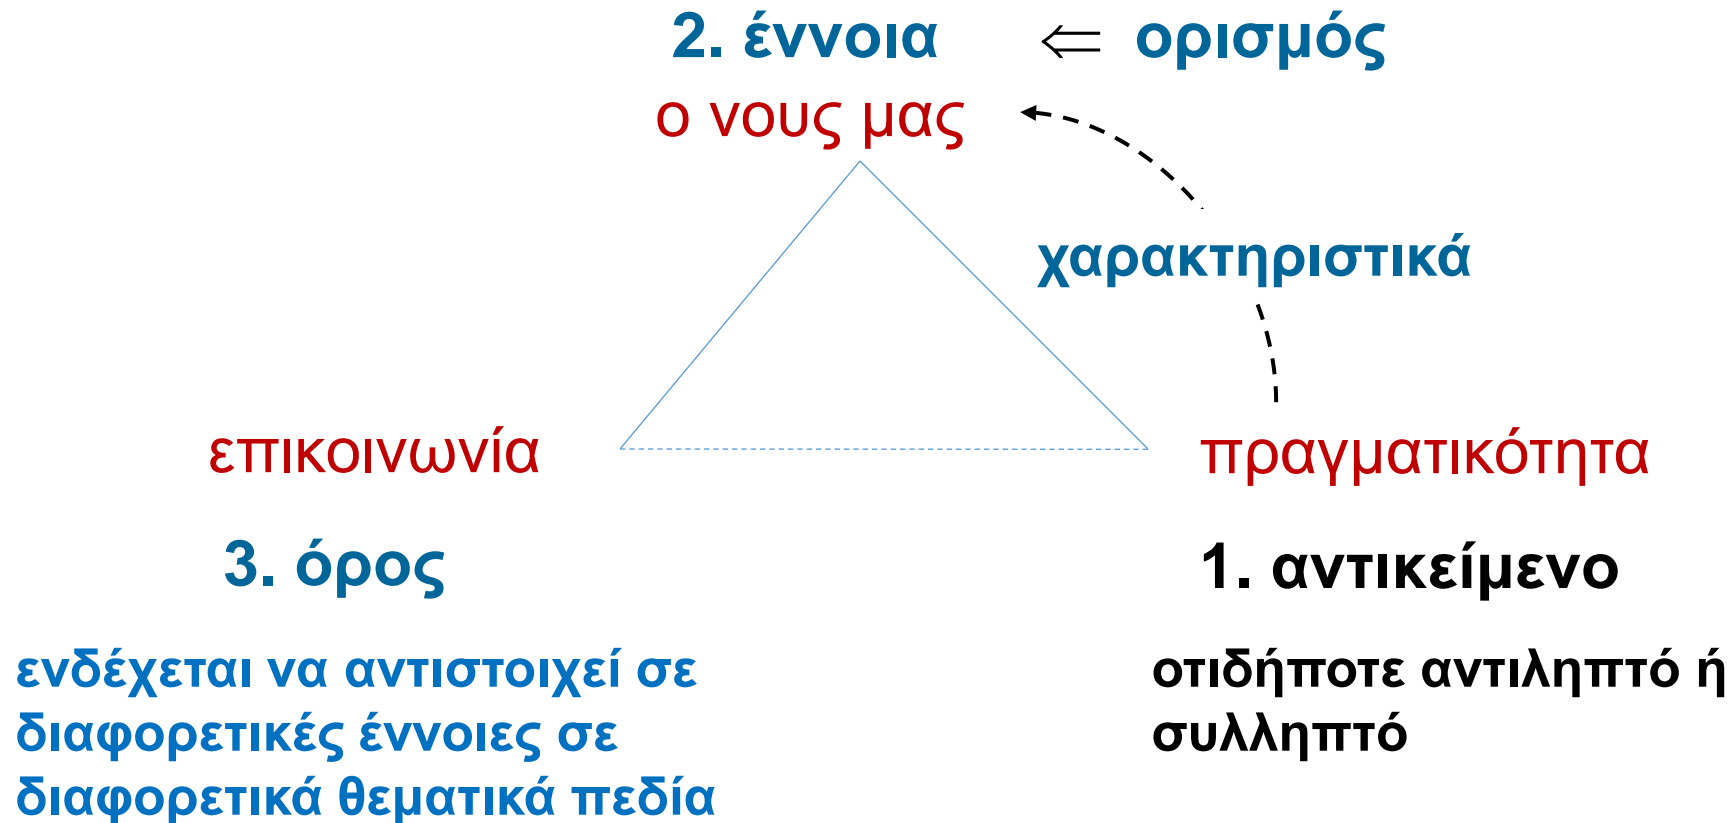 2. έννοια ⇐ ορισμός
ο νους μας
χαρακτηριστικά
επικοινωνία
πραγματικότητα
3. όρος
1. αντικείμενο
ενδέχεται να αντιστοιχεί σε
διαφορετικές έννοιες σε
διαφορετικά θεματικά πεδία
οτιδήποτε αντιληπτό ή
συλληπτό